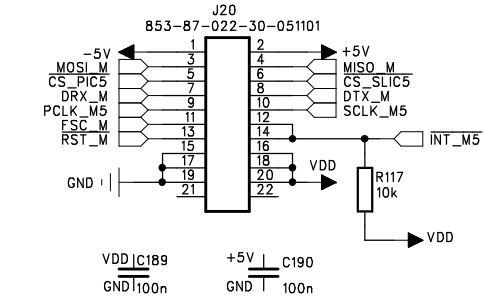 J20
853-87-022-30-051101
-5V 1 2 +5V
MOSI_M 3 4 MISO_M
CS_PIC5 5 6 CS_SLIC5
DRX_M 7 8 DTX_M
PCLK_M5 9 10 SCLK_M5
FSC_M 11 12
RST_M 13 14 INT_M5
15 16
17 18 VDD
GND 19 20
21 22
R117
10k
VDD
VDD C189 +5V C190
GND 100n GND 100n